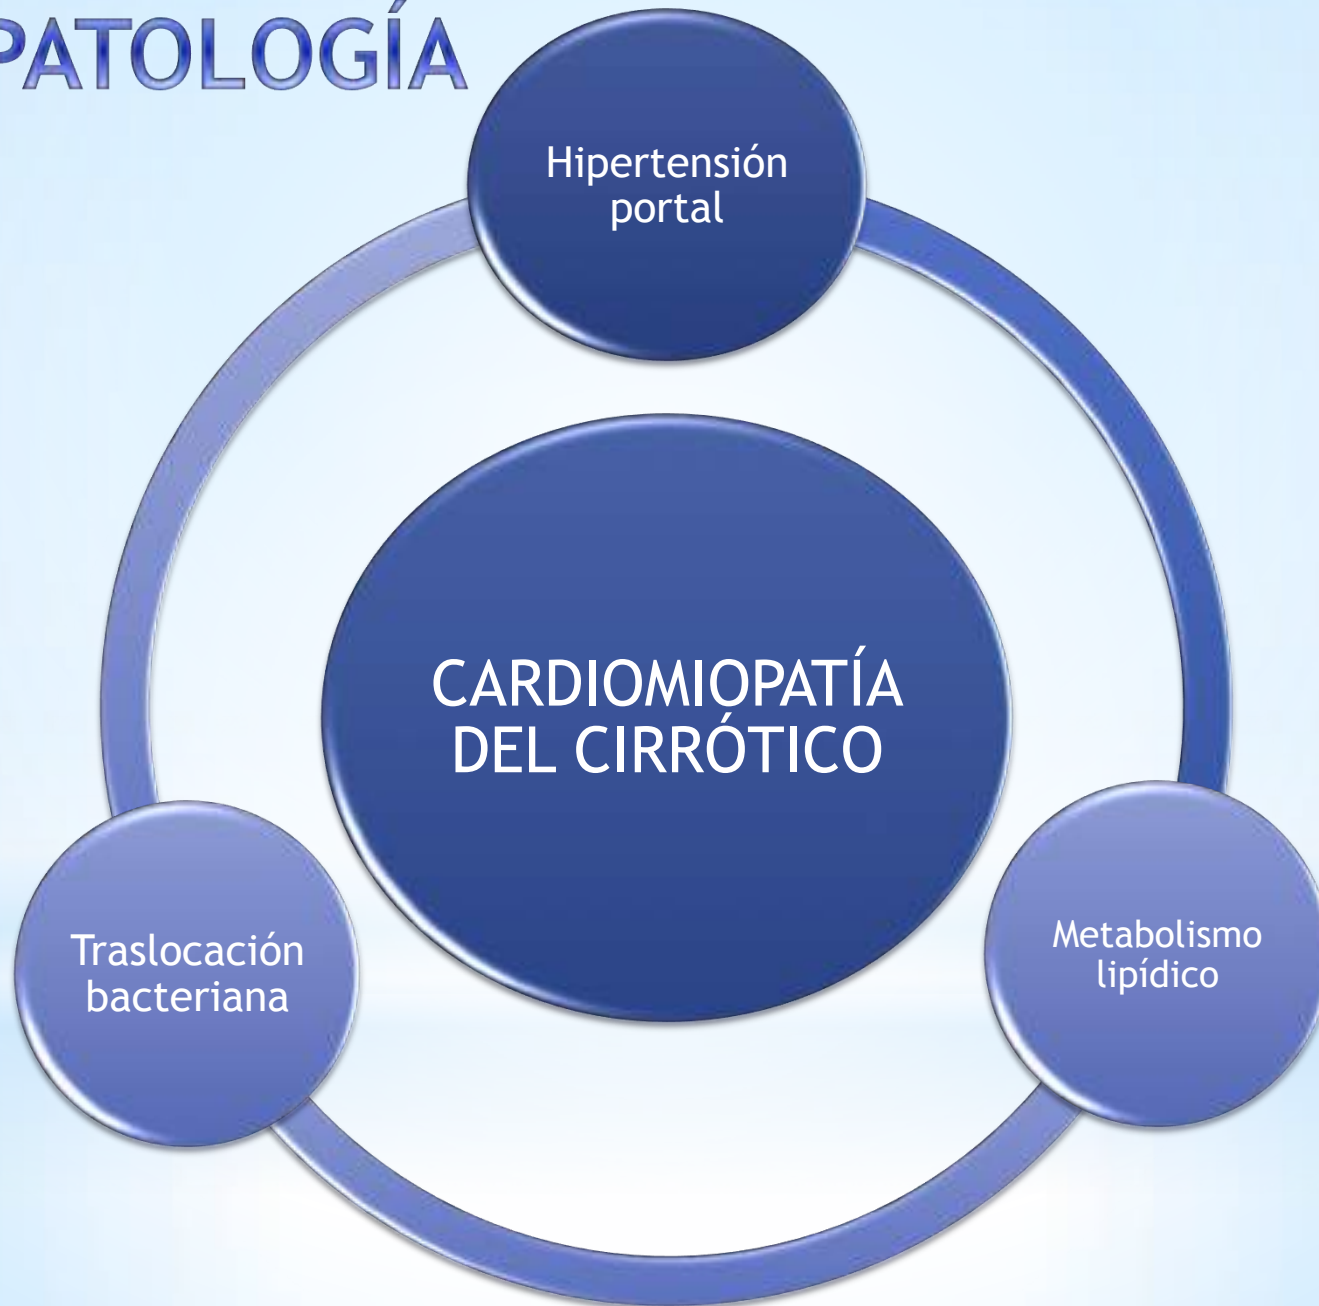 PATOLOGÍA
Hipertensión
portal
CARDIOMIOPATÍA
DEL CIRRÓTICO
Traslocación
bacteriana
Metabolismo
lipídico